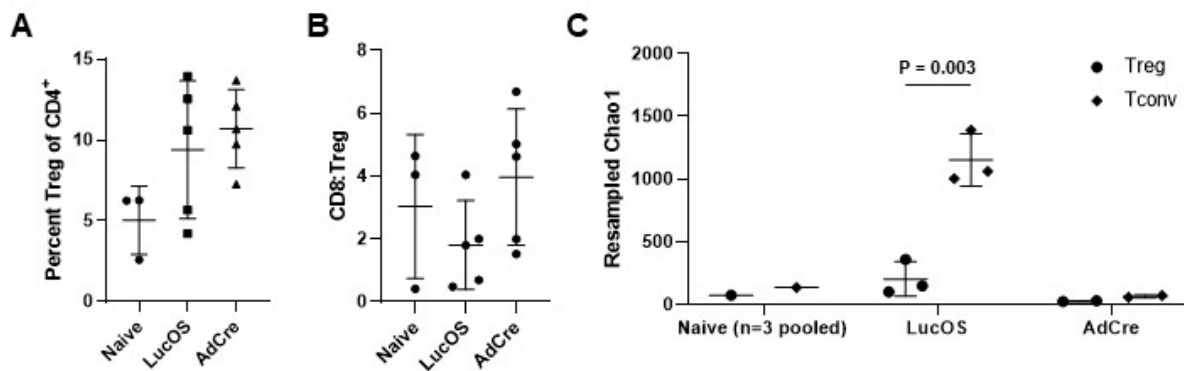 A
Percent Treg of CD4⁺
15
10
5
0
Naive
LucOS
AdCre
B
CD8:Treg
8
6
4
2
0
Naive
LucOS
AdCre
C
Resampled Chao1
2000
1500
1000
500
0
P = 0.003
Treg
Tconv
Naive (n=3 pooled)
LucOS
AdCre